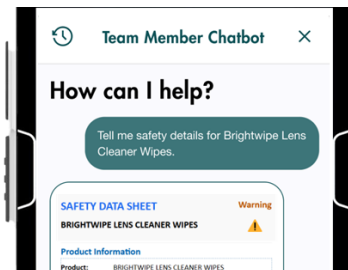 Team Member Chatbot
How can I help?
Tell me safety details for Brightwipe Lens
Cleaner Wipes.
SAFETY DATA SHEET Warning
BRIGHTWIPE LENS CLEANER WIPES
Product Information
Product: BRIGHTWIPE LENS CLEANER WIPES